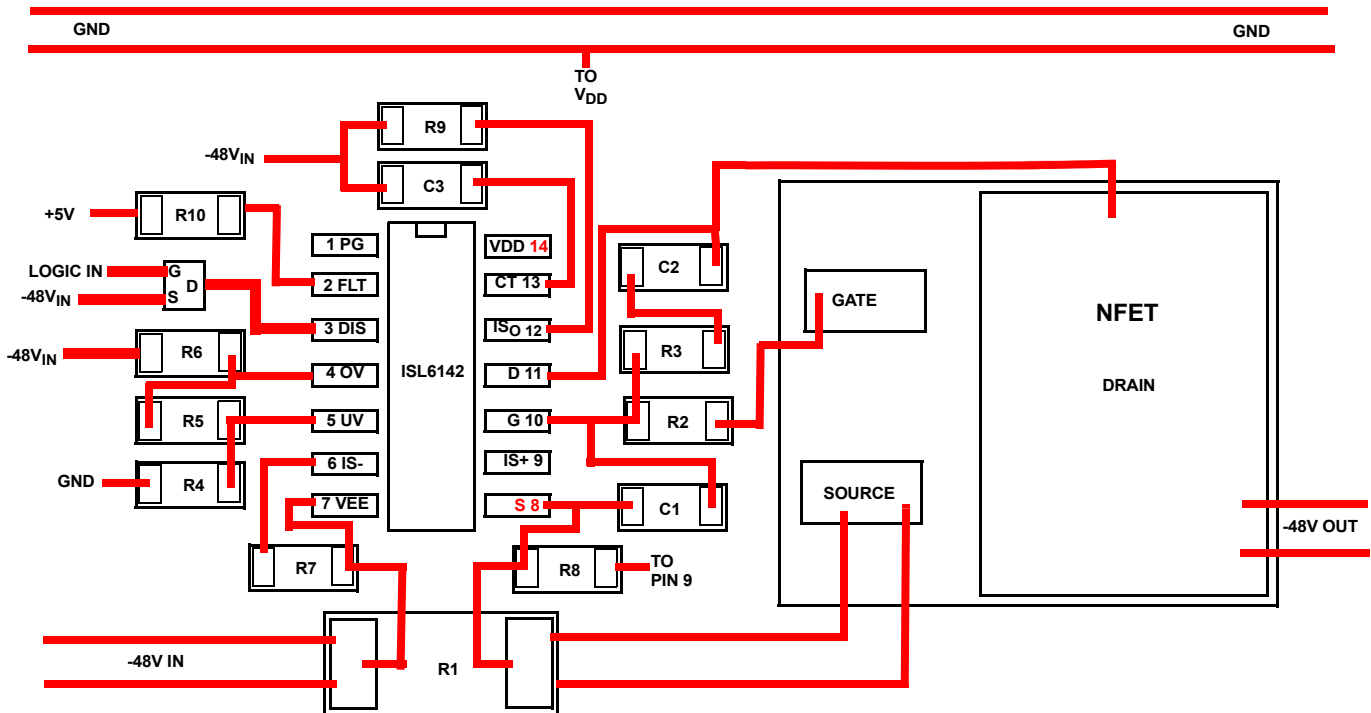 GND
GND
TO
VDD
R9
-48VIN
C3
R10
+5V
1 PG
VDD 14
C2
LOGIC IN
G
D
S
-48VIN
2 FLT
CT 13
GATE
NFET
3 DIS
ISO 12
R6
-48VIN
R3
4 OV
ISL6142
D 11
DRAIN
R5
5 UV
G 10
R2
6 IS-
IS+ 9
GND
R4
SOURCE
7 VEE
S 8
C1
-48V OUT
R7
R8
TO
PIN 9
-48V IN
R1